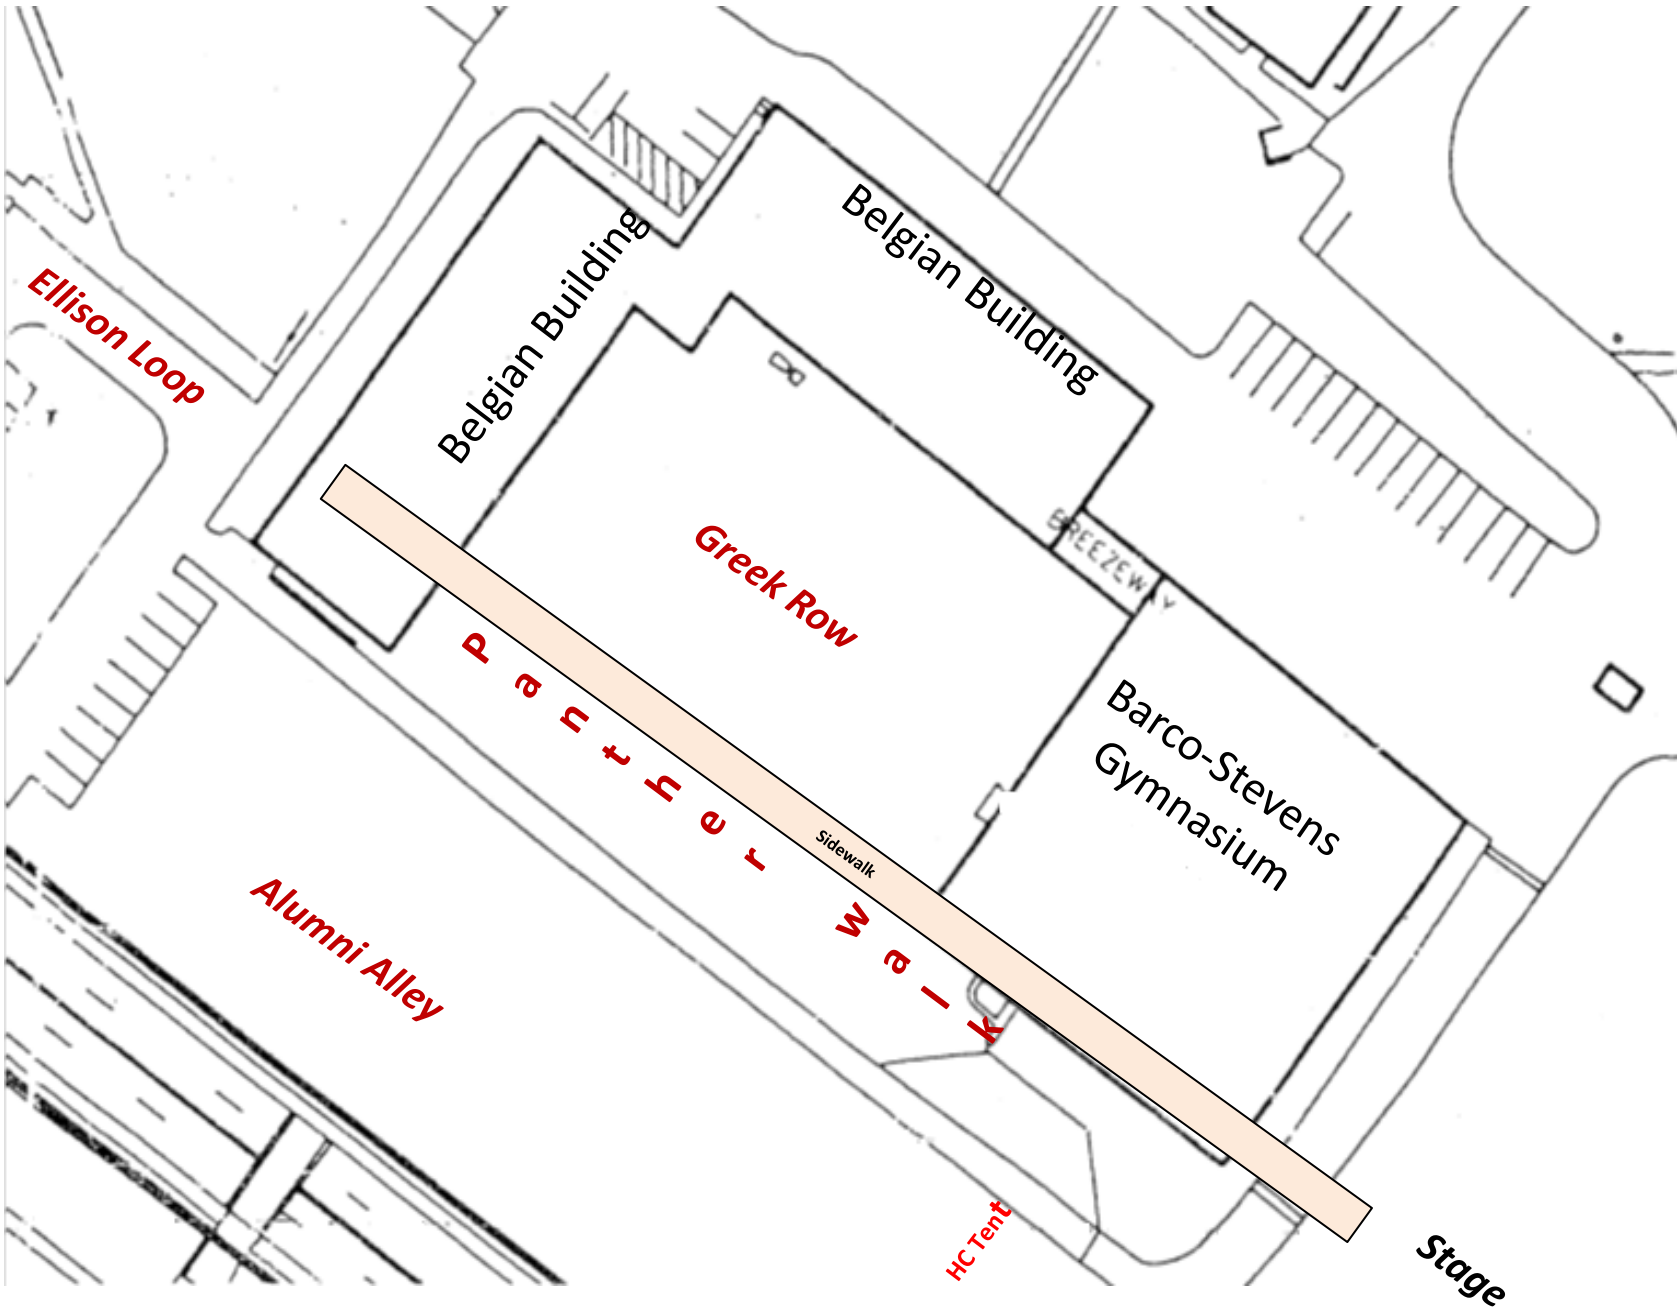 Belgian Building
Belgian Building
Ellison Loop
Greek Row
BREEZEWAY
Barco-Stevens
Gymnasium
Panther Walk
Sidewalk
Alumni Alley
HC Tent
Stage